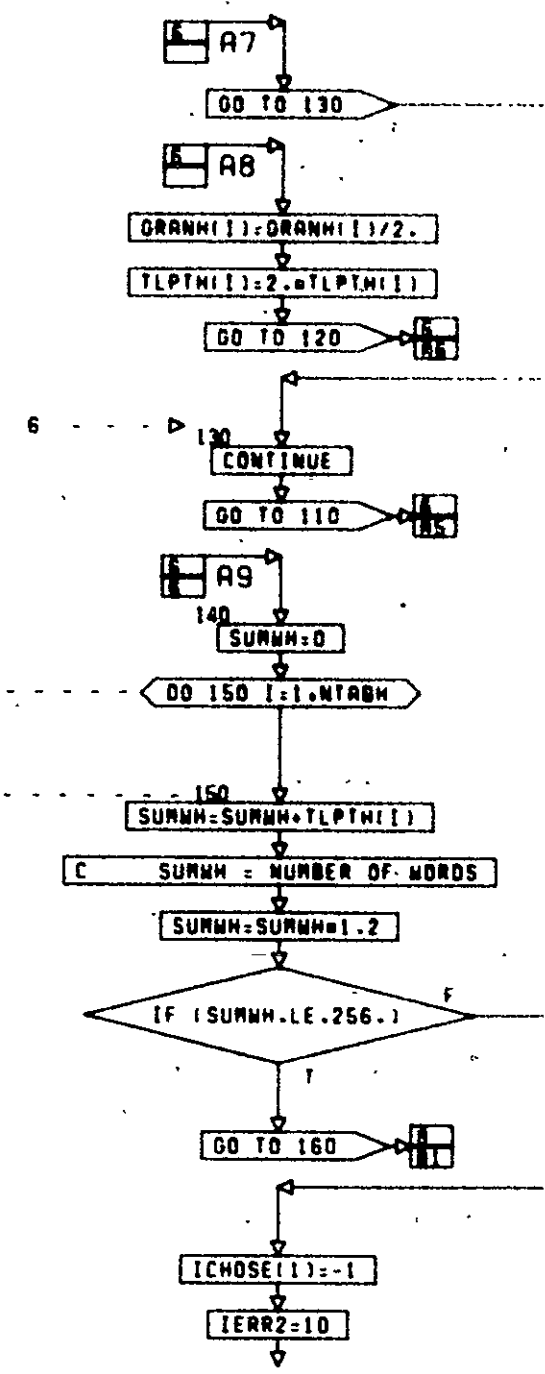 6
A7
GO TO 130
6
A8
GRANH(I)=GRANH(I)/2.
TLPTH(I)=2.*TLPTH(I)
GO TO 120
A6
6
130
CONTINUE
GO TO 110
A5
A9
140
SUMWH=0
DO 150 I=1,NTABH
150
SUMWH=SUMWH+TLPTH(I)
C SUMWH = NUMBER OF WORDS
SUMWH=SUMWH*1.2
IF (SUMWH.LE.256.)
F
T
GO TO 160
ICHOSE(1)=-1
IERR2=10